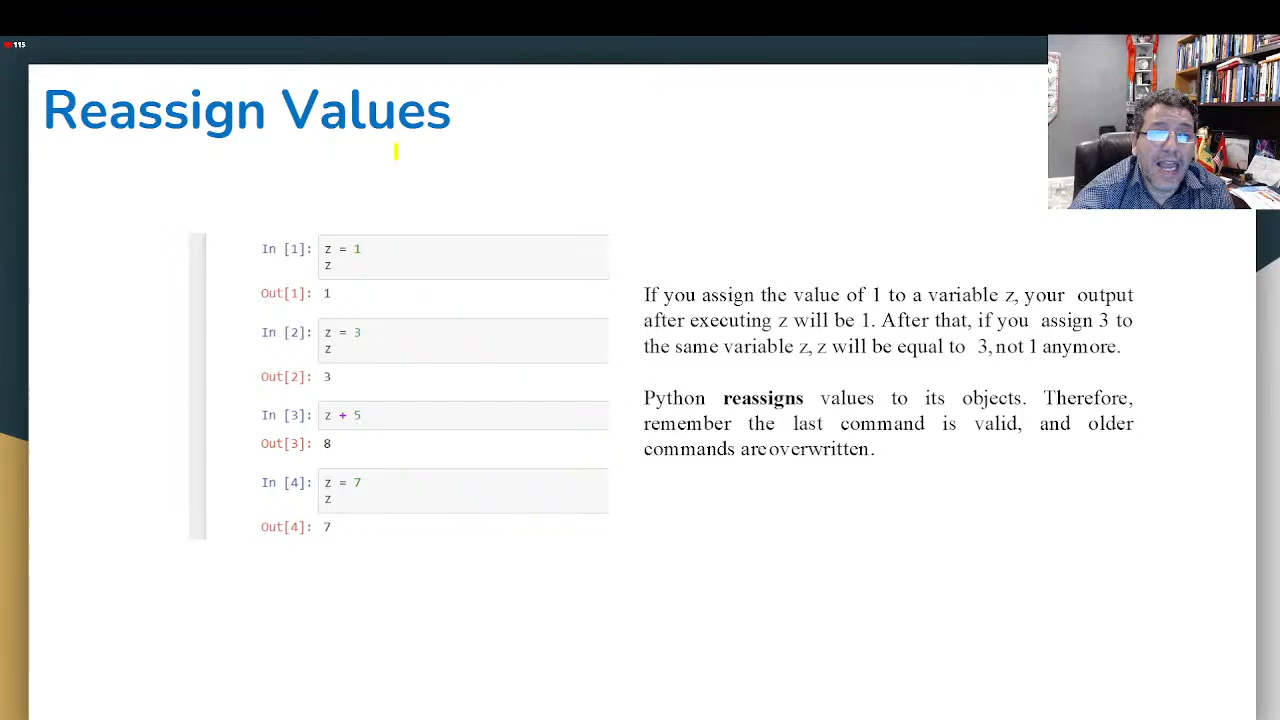 115
Reassign Values
In [1]: z = 1
z
Out[1]: 1
In [2]: z = 3
z
Out[2]: 3
In [3]: z + 5
Out[3]: 8
In [4]: z = 7
z
Out[4]: 7
If you assign the value of 1 to a variable z, your output
after executing z will be 1. After that, if you assign 3 to
the same variable z, z will be equal to 3, not 1 anymore.
Python reassigns values to its objects. Therefore,
remember the last command is valid, and older
commands areoverwritten.